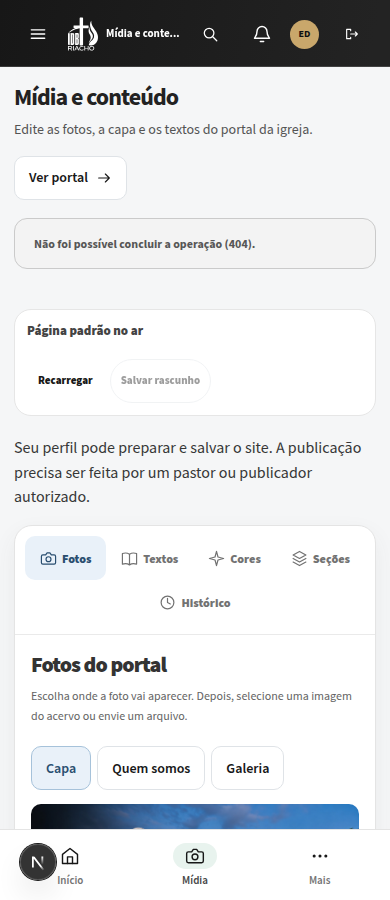 IDB
RIACHO
Mídia e conte...
ED
Mídia e conteúdo
Edite as fotos, a capa e os textos do portal da igreja.
Ver portal
Não foi possível concluir a operação (404).
Página padrão no ar
Recarregar
Salvar rascunho
Seu perfil pode preparar e salvar o site. A publicação
precisa ser feita por um pastor ou publicador
autorizado.
Fotos
Textos
Cores
Seções
Histórico
Fotos do portal
Escolha onde a foto vai aparecer. Depois, selecione uma imagem
do acervo ou envie um arquivo.
Capa
Quem somos
Galeria
N
Início
Mídia
Mais